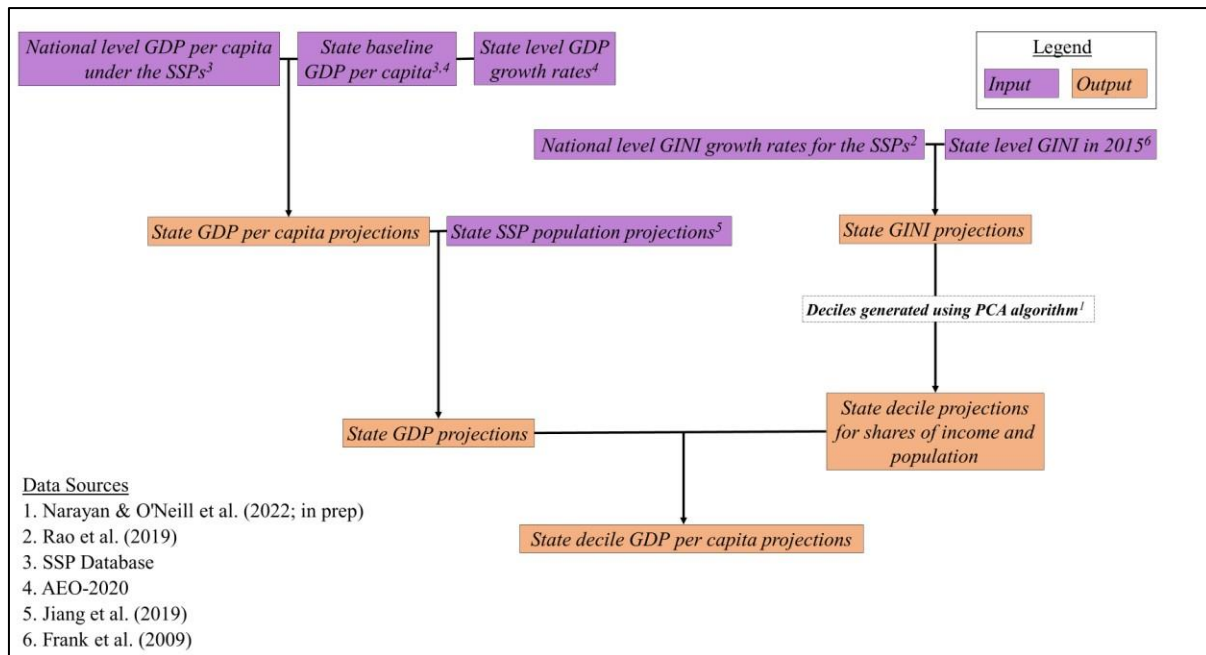 National level GDP per capita
under the SSPs3
State baseline
GDP per capita3,4
State level GDP
growth rates4
Legend
Input
Output
National level GINI growth rates for the SSPs2
State level GINI in 20156
State GDP per capita projections
State SSP population projections5
State GINI projections
Deciles generated using PCA algorithm1
State GDP projections
State decile projections
for shares of income and
population
State decile GDP per capita projections
Data Sources
1. Narayan & O'Neill et al. (2022; in prep)
2. Rao et al. (2019)
3. SSP Database
4. AEO-2020
5. Jiang et al. (2019)
6. Frank et al. (2009)